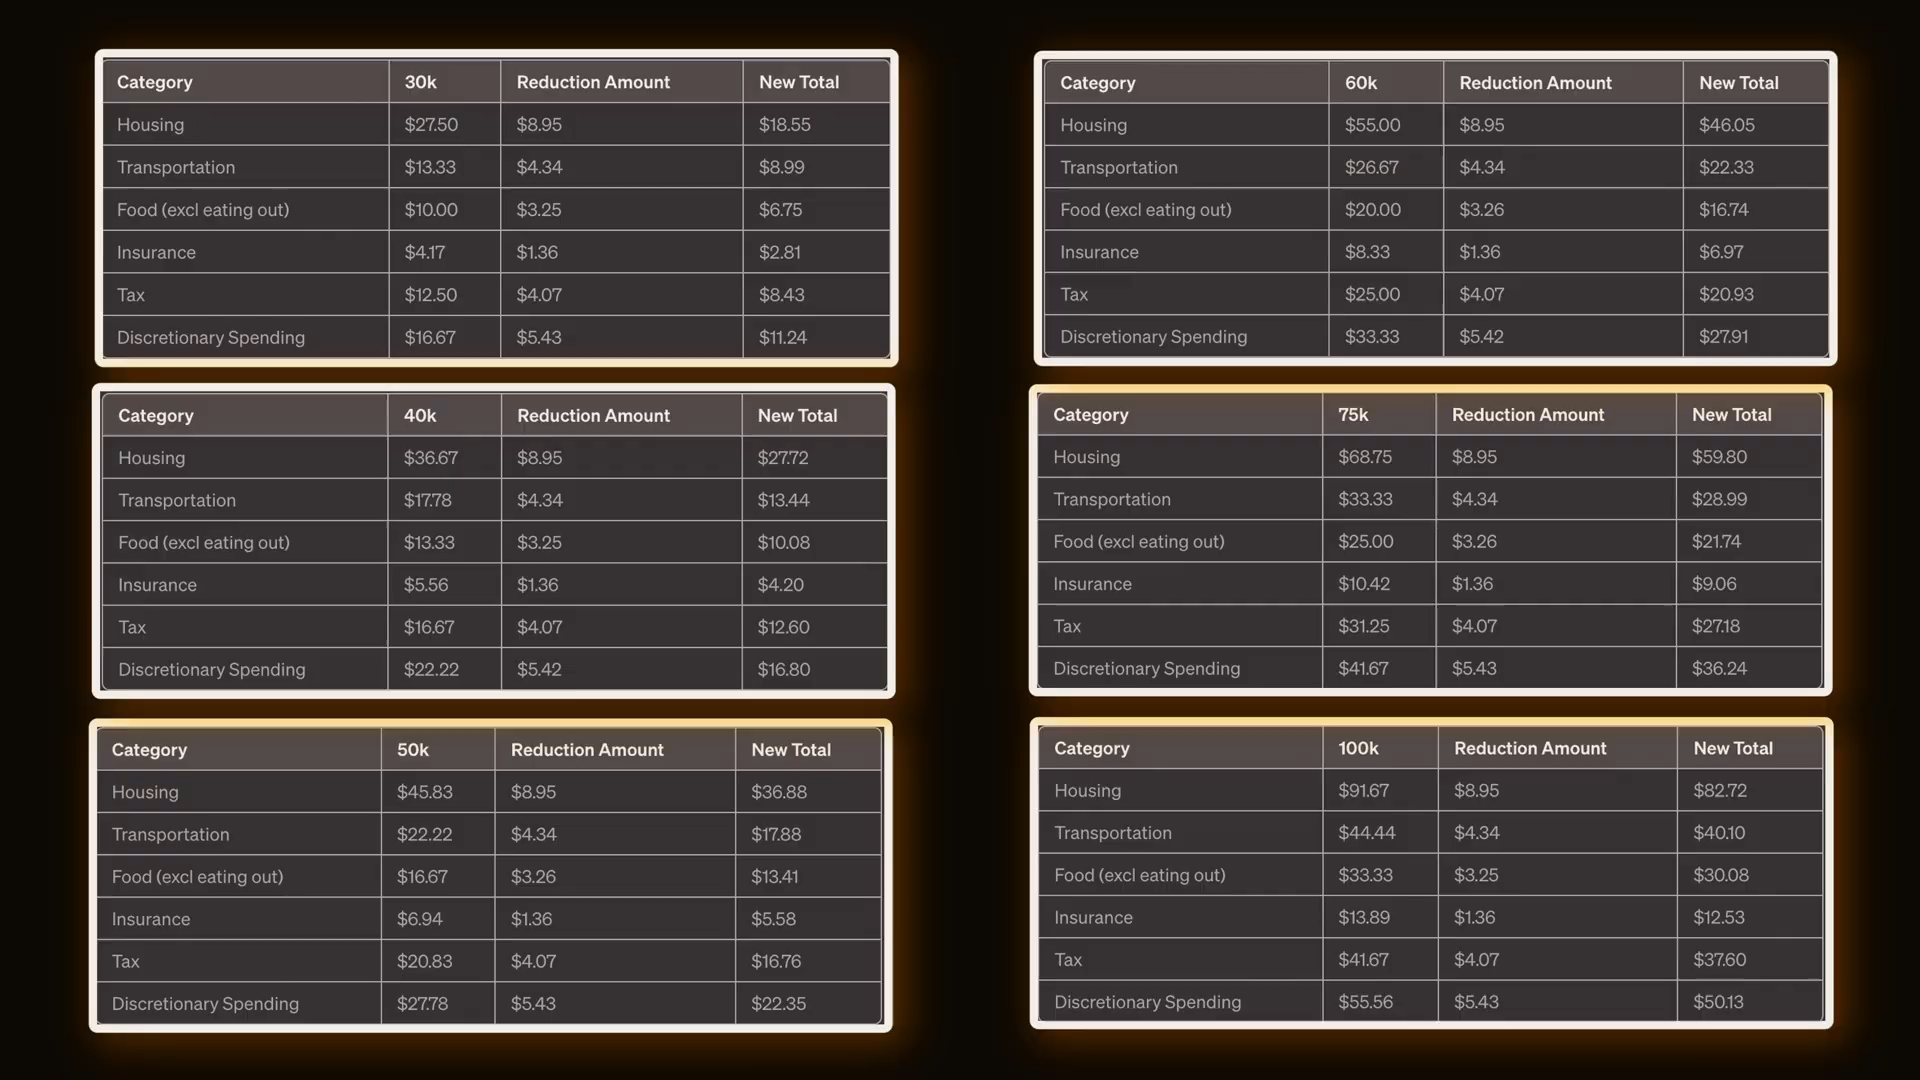 Category 30k Reduction Amount New Total
Housing $27.50 $8.95 $18.55
Transportation $13.33 $4.34 $8.99
Food (excl eating out) $10.00 $3.25 $6.75
Insurance $4.17 $1.36 $2.81
Tax $12.50 $4.07 $8.43
Discretionary Spending $16.67 $5.43 $11.24
Category 40k Reduction Amount New Total
Housing $36.67 $8.95 $27.72
Transportation $17.78 $4.34 $13.44
Food (excl eating out) $13.33 $3.25 $10.08
Insurance $5.56 $1.36 $4.20
Tax $16.67 $4.07 $12.60
Discretionary Spending $22.22 $5.42 $16.80
Category 50k Reduction Amount New Total
Housing $45.83 $8.95 $36.88
Transportation $22.22 $4.34 $17.88
Food (excl eating out) $16.67 $3.26 $13.41
Insurance $6.94 $1.36 $5.58
Tax $20.83 $4.07 $16.76
Discretionary Spending $27.78 $5.43 $22.35
Category 60k Reduction Amount New Total
Housing $55.00 $8.95 $46.05
Transportation $26.67 $4.34 $22.33
Food (excl eating out) $20.00 $3.26 $16.74
Insurance $8.33 $1.36 $6.97
Tax $25.00 $4.07 $20.93
Discretionary Spending $33.33 $5.42 $27.91
Category 75k Reduction Amount New Total
Housing $68.75 $8.95 $59.80
Transportation $33.33 $4.34 $28.99
Food (excl eating out) $25.00 $3.26 $21.74
Insurance $10.42 $1.36 $9.06
Tax $31.25 $4.07 $27.18
Discretionary Spending $41.67 $5.43 $36.24
Category 100k Reduction Amount New Total
Housing $91.67 $8.95 $82.72
Transportation $44.44 $4.34 $40.10
Food (excl eating out) $33.33 $3.25 $30.08
Insurance $13.89 $1.36 $12.53
Tax $41.67 $4.07 $37.60
Discretionary Spending $55.56 $5.43 $50.13